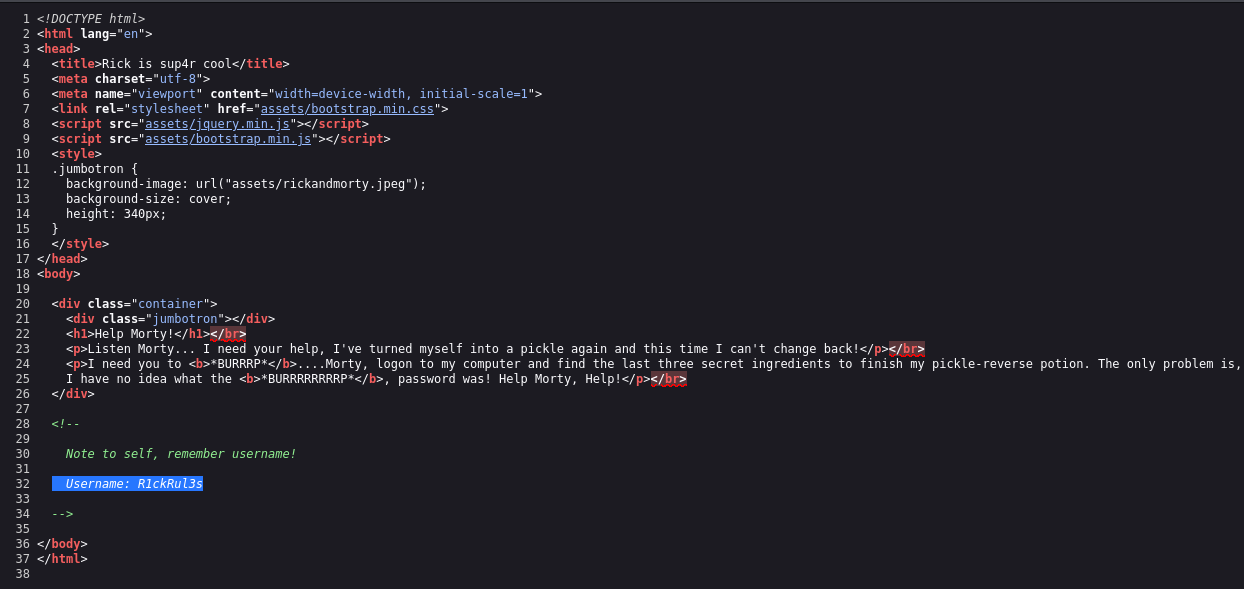 1 <!DOCTYPE html>
2 <html lang="en">
3 <head>
4   <title>Rick is sup4r cool</title>
5   <meta charset="utf-8">
6   <meta name="viewport" content="width=device-width, initial-scale=1">
7   <link rel="stylesheet" href="assets/bootstrap.min.css">
8   <script src="assets/jquery.min.js"></script>
9   <script src="assets/bootstrap.min.js"></script>
10   <style>
11   .jumbotron {
12     background-image: url("assets/rickandmorty.jpeg");
13     background-size: cover;
14     height: 340px;
15   }
16   </style>
17 </head>
18 <body>
19
20   <div class="container">
21     <div class="jumbotron"></div>
22     <h1>Help Morty!</h1></br>
23     <p>Listen Morty... I need your help, I've turned myself into a pickle again and this time I can't change back!</p></br>
24     <p>I need you to <b>*BURRRP*</b>....Morty, logon to my computer and find the last three secret ingredients to finish my pickle-reverse potion. The only problem is,
25     I have no idea what the <b>*BURRRRRRRRP*</b>, password was! Help Morty, Help!</p></br>
26   </div>
27
28   <!--
29
30     Note to self, remember username!
31
32     Username: R1ckRul3s
33
34   -->
35
36 </body>
37 </html>
38